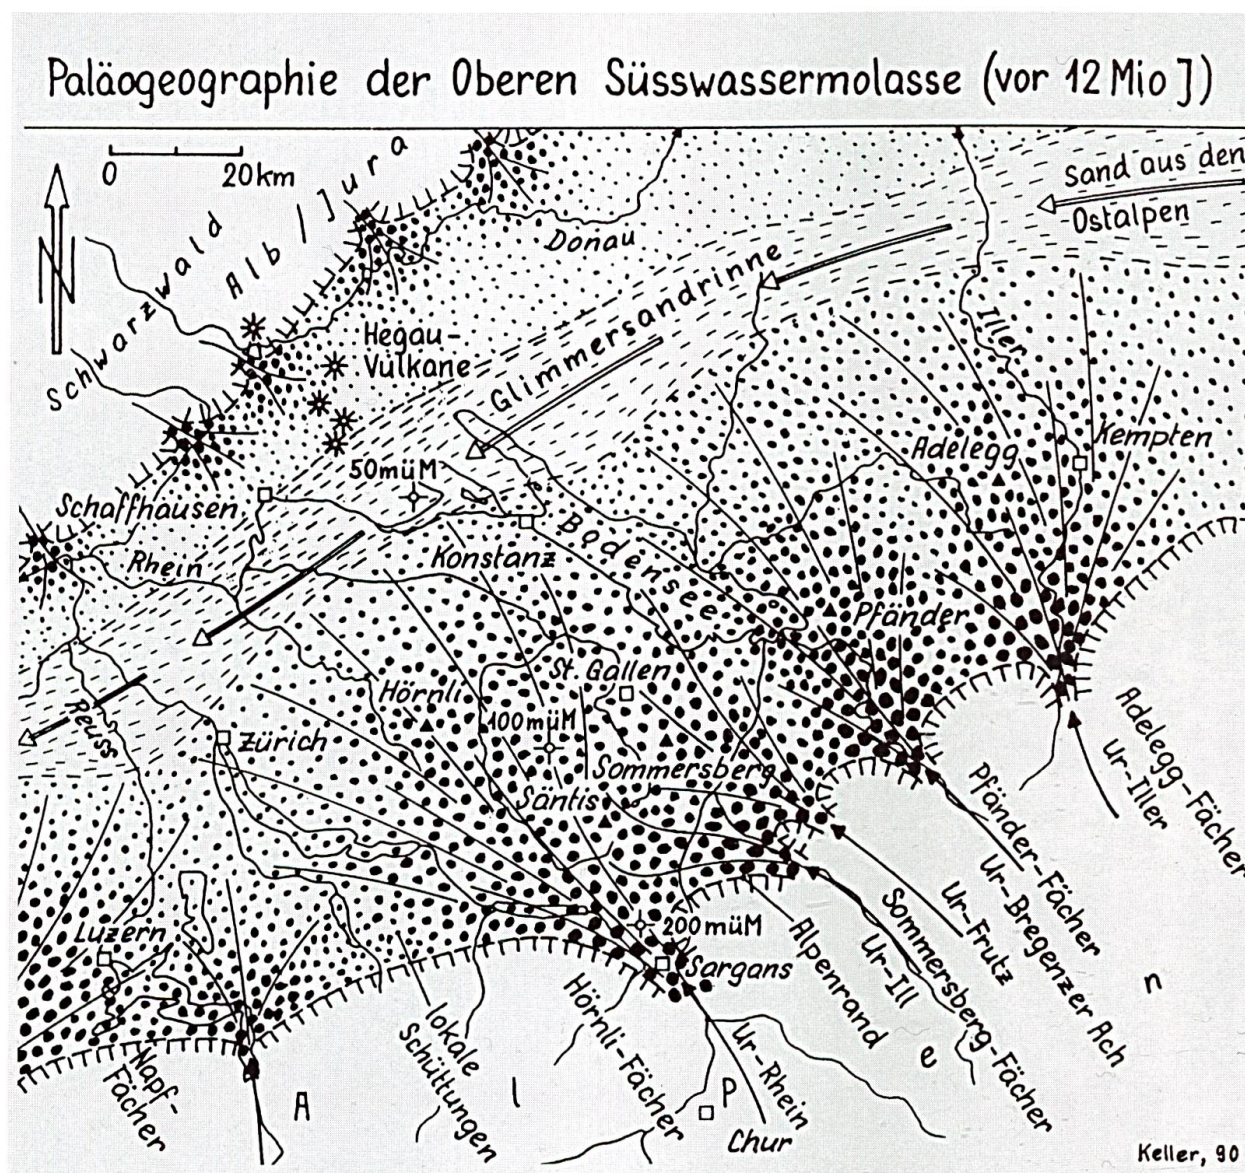 Paläogeographie der Oberen Süsswassermolasse (vor 12 Mio J)
0 20km
N
Schwarzwald
Alb | Jura
Donau
Sand aus den
Ostalpen
Glimmersandrinne
Hegau-
Vulkane
Iller
50müM
Adelegg
Kempten
Schaffhausen
Rhein
Konstanz
Bodensee
Pfänder
St. Gallen
Hörnli
100müM
Reuss
Zürich
Sommersberg
Säntis
Luzern
200müM
Sargans
Adelegg-Fächer
Ur-Iller
Pfänder-Fächer
Ur-Bregenzer Ach
Ur-Frutz
Sommersberg-Fächer
Ur-Ill
Alpenrand
Ur-Rhein
Hörnli-Fächer
lokale
Schüttungen
Napf-
Fächer
A l p e n
Chur
Keller, 90